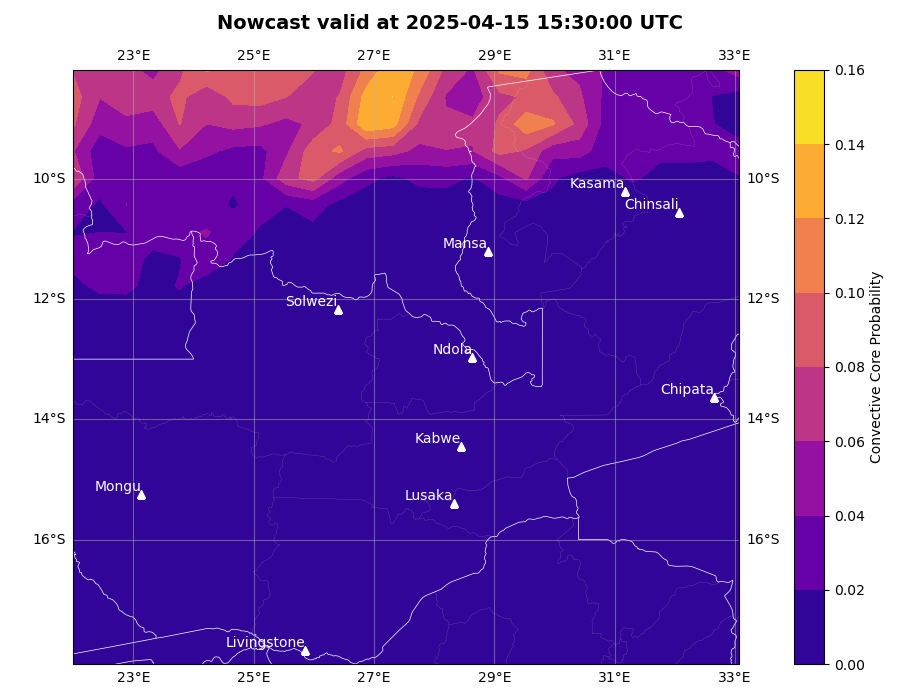 Nowcast valid at 2025-04-15 15:30:00 UTC
23°E 25°E 27°E 29°E 31°E 33°E
0.16
0.14
0.12
0.10
0.08
0.06
0.04
0.02
0.00
Convective Core Probability
10°S 10°S
12°S 12°S
14°S 14°S
16°S 16°S
Kasama
Chinsali
Mansa
Solwezi
Ndola
Chipata
Kabwe
Mongu
Lusaka
Livingstone
23°E 25°E 27°E 29°E 31°E 33°E